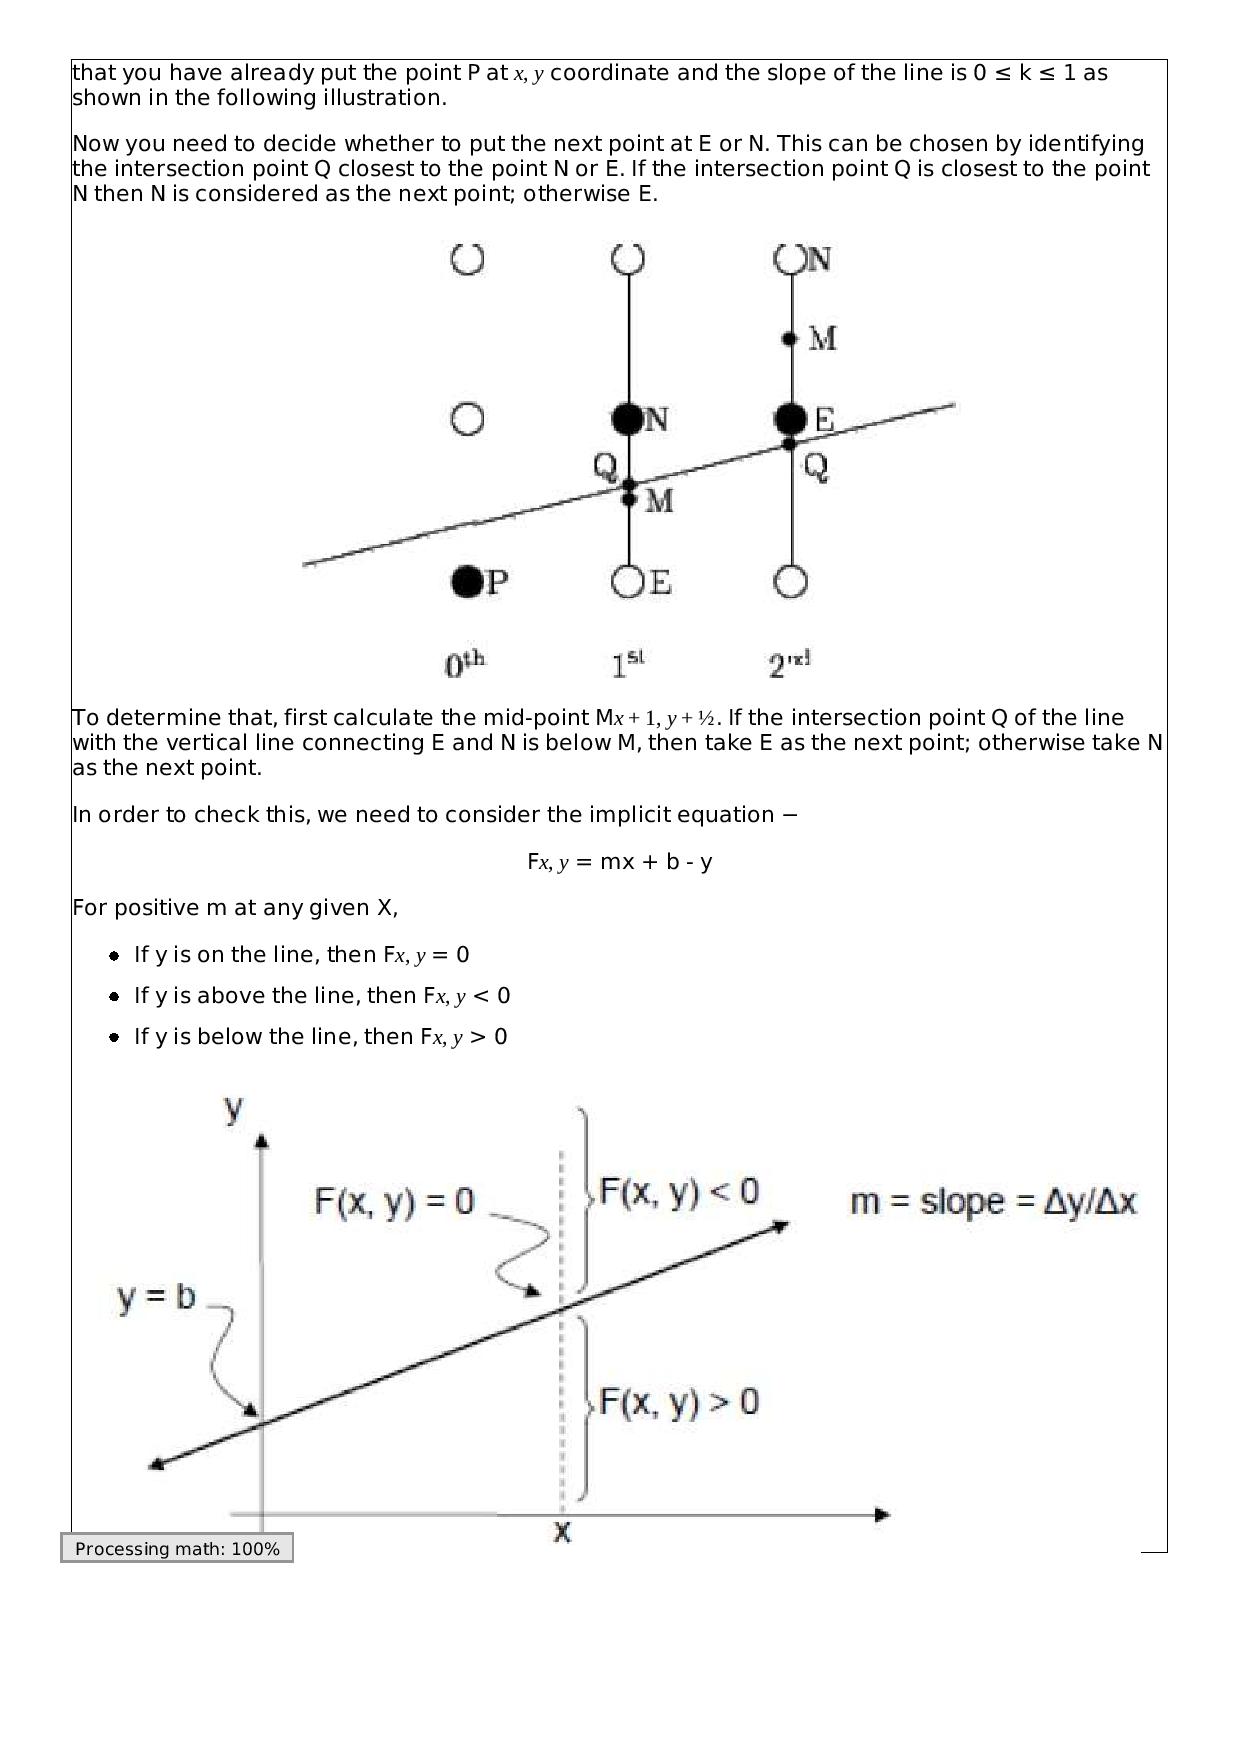 that you have already put the point P at x, y coordinate and the slope of the line is 0 ≤ k ≤ 1 as
shown in the following illustration.
Now you need to decide whether to put the next point at E or N. This can be chosen by identifying
the intersection point Q closest to the point N or E. If the intersection point Q is closest to the point
N then N is considered as the next point; otherwise E.
N
M
N
E
Q
Q
M
P
E
0th
1st
2nd
To determine that, first calculate the mid-point Mx + 1, y + ½. If the intersection point Q of the line
with the vertical line connecting E and N is below M, then take E as the next point; otherwise take N
as the next point.
In order to check this, we need to consider the implicit equation −
Fx, y = mx + b - y
For positive m at any given X,
● If y is on the line, then Fx, y = 0
● If y is above the line, then Fx, y < 0
● If y is below the line, then Fx, y > 0
y
F(x, y) = 0
F(x, y) < 0
m = slope = Δy/Δx
y = b
F(x, y) > 0
x
Processing math: 100%